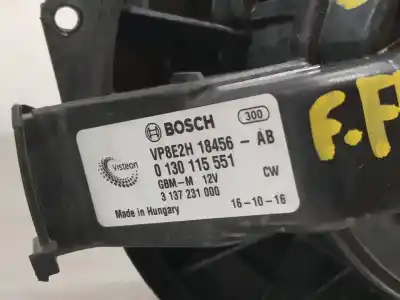 BOSCH
300
VP8E2H 18456 - AB
Visteon
0 130 115 551
GBM-M 12V
CW
3 137 231 000
Made in Hungary
16-10-16
F.F